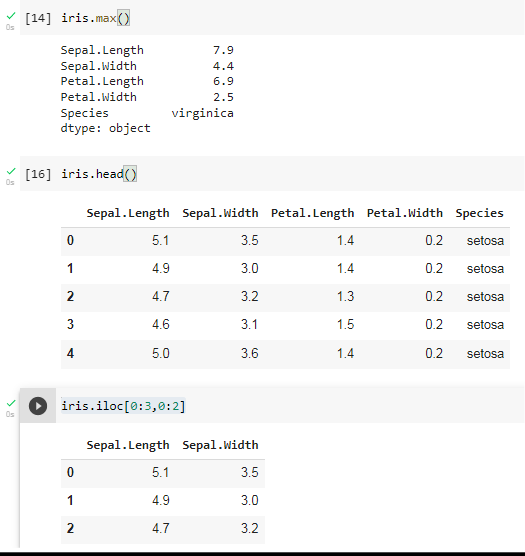 [14] iris.max()
0s
Sepal.Length 7.9
Sepal.Width 4.4
Petal.Length 6.9
Petal.Width 2.5
Species virginica
dtype: object
[16] iris.head()
0s
Sepal.Length Sepal.Width Petal.Length Petal.Width Species
0 5.1 3.5 1.4 0.2 setosa
1 4.9 3.0 1.4 0.2 setosa
2 4.7 3.2 1.3 0.2 setosa
3 4.6 3.1 1.5 0.2 setosa
4 5.0 3.6 1.4 0.2 setosa
iris.iloc[0:3,0:2]
0s
Sepal.Length Sepal.Width
0 5.1 3.5
1 4.9 3.0
2 4.7 3.2